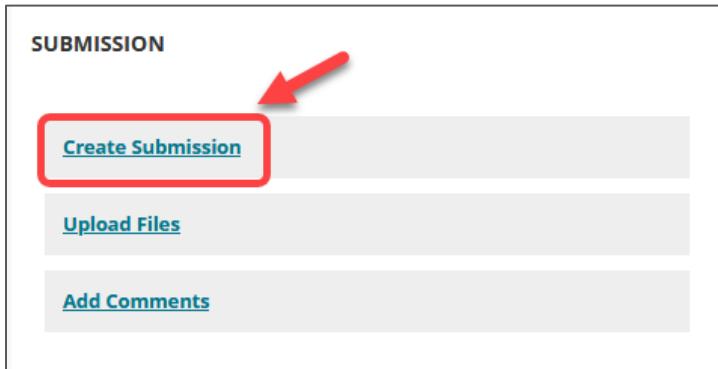 SUBMISSION
Create Submission
Upload Files
Add Comments